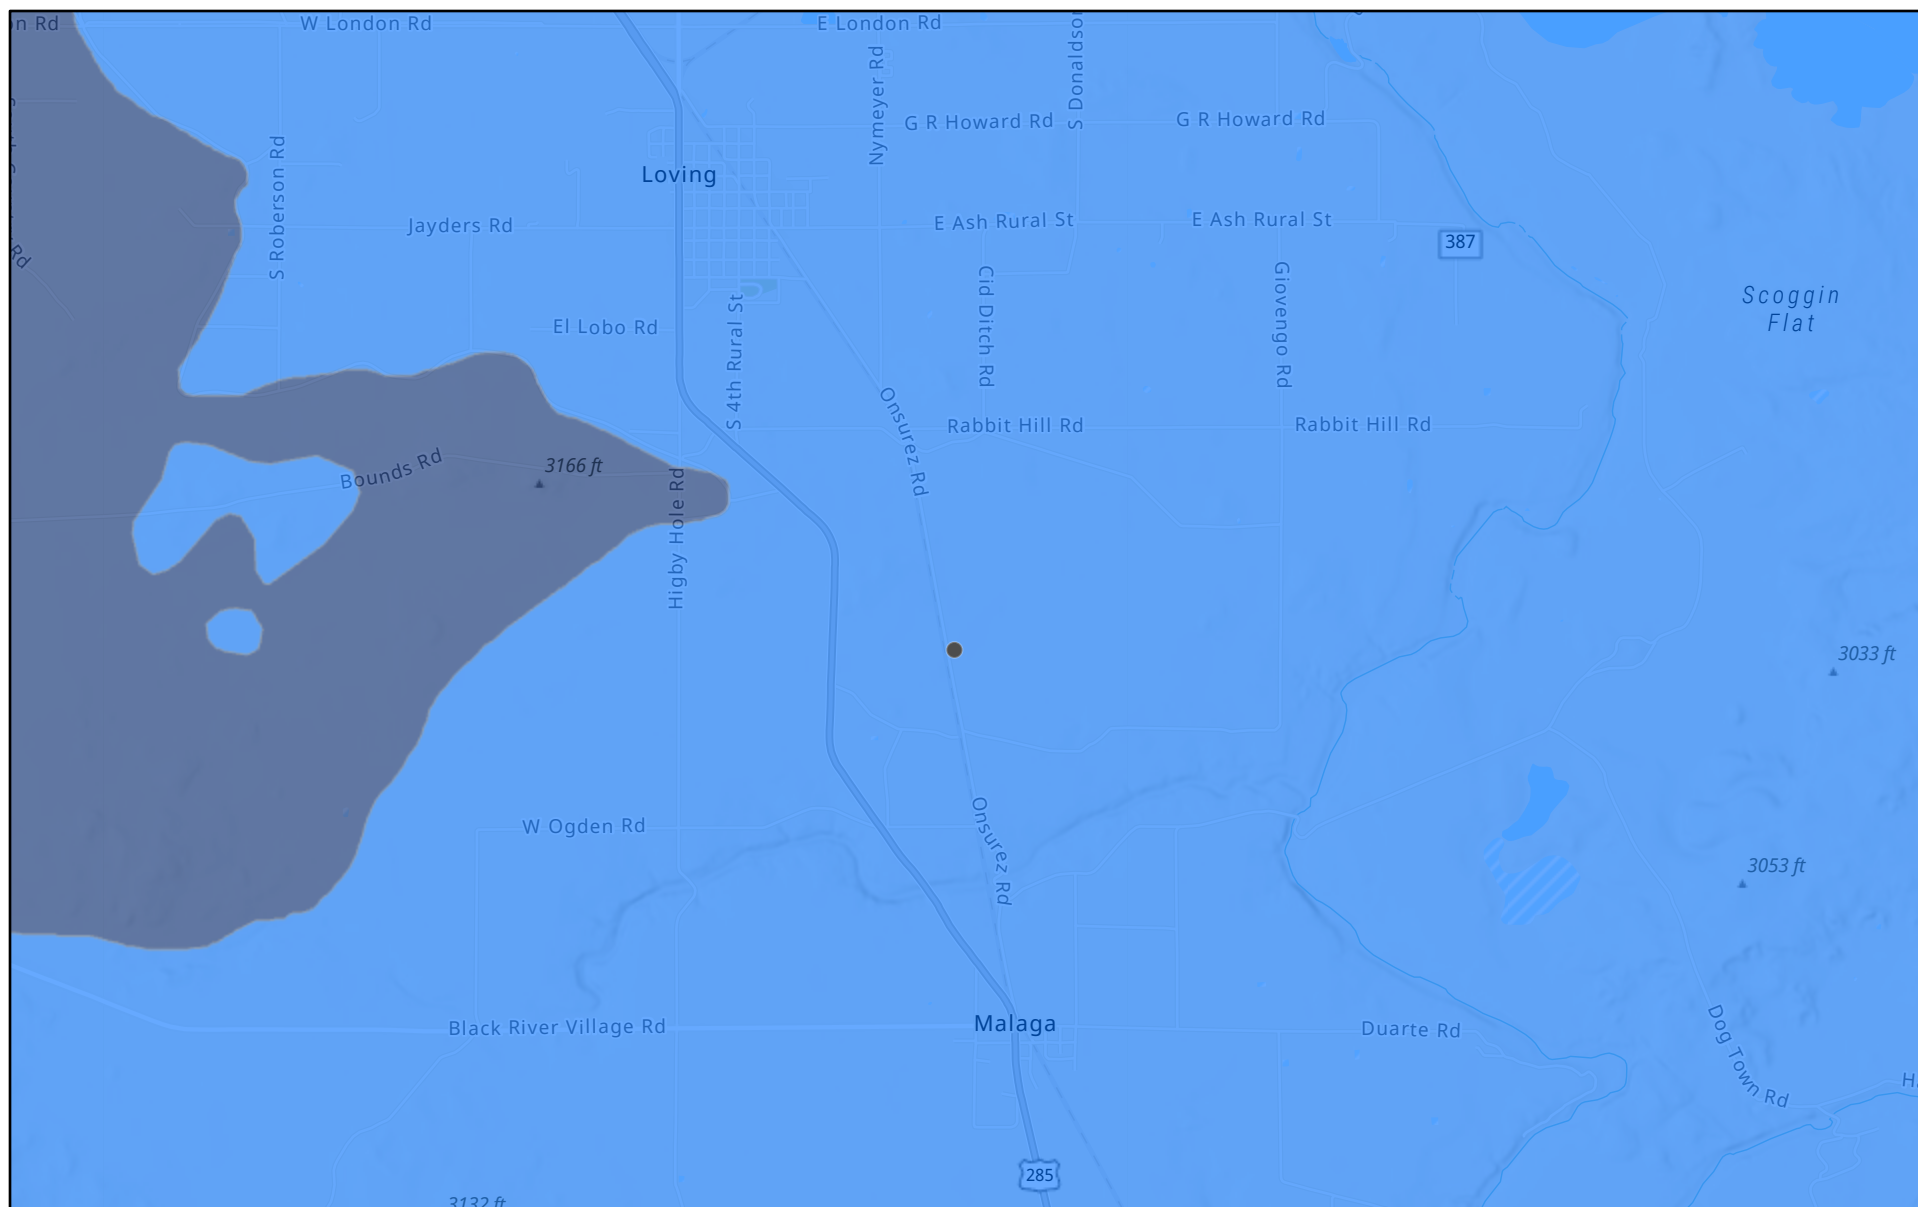 n Rd
W London Rd
E London Rd
S Donaldson
Nymeyer Rd
G R Howard Rd
G R Howard Rd
S Roberson Rd
Loving
Jayders Rd
E Ash Rural St
E Ash Rural St
387
Rd
Cid Ditch Rd
Giovengo Rd
Scoggin
Flat
El Lobo Rd
S 4th Rural St
Onsurez Rd
Rabbit Hill Rd
Rabbit Hill Rd
Bounds Rd
3166 ft
Higby Hole Rd
3033 ft
W Ogden Rd
Onsurez Rd
3053 ft
Black River Village Rd
Malaga
Duarte Rd
Dog Town Rd
H
285
3132 ft